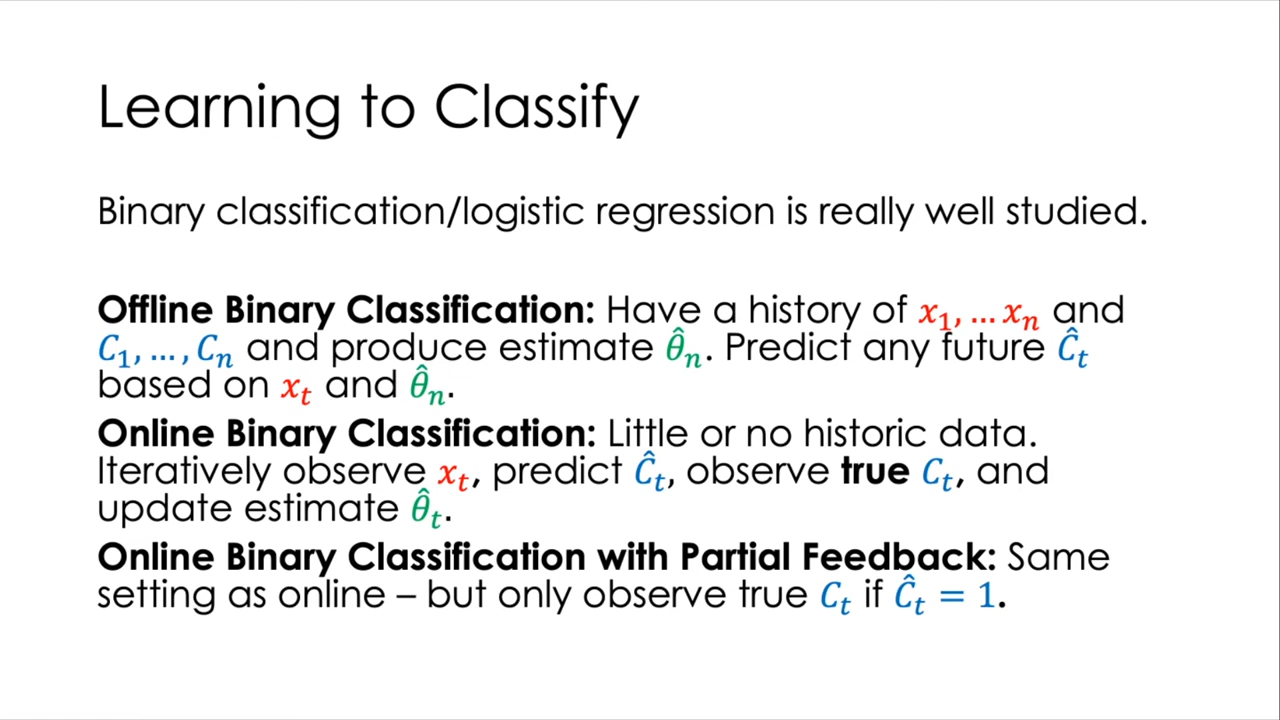 Learning to Classify
Binary classification/logistic regression is really well studied.
Offline Binary Classification: Have a history of x₁, … xₙ and
C₁, … , Cₙ and produce estimate θ̂ₙ. Predict any future Ĉₜ
based on xₜ and θ̂ₙ.
Online Binary Classification: Little or no historic data.
Iteratively observe xₜ, predict Ĉₜ, observe true Cₜ, and
update estimate θ̂ₜ.
Online Binary Classification with Partial Feedback: Same
setting as online – but only observe true Cₜ if Ĉₜ = 1.